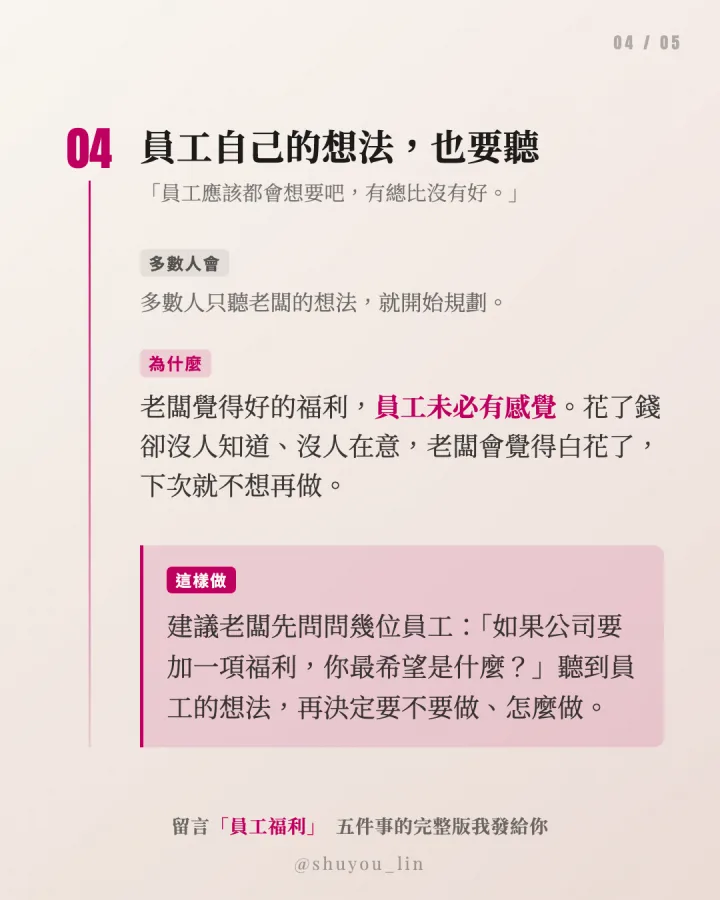 04 / 05
04 員工自己的想法，也要聽
「員工應該都會想要吧，有總比沒有好。」
多數人會
多數人只聽老闆的想法，就開始規劃。
為什麼
老闆覺得好的福利，員工未必有感覺。花了錢
卻沒人知道、沒人在意，老闆會覺得白花了，
下次就不想再做。
這樣做
建議老闆先問問幾位員工：「如果公司要
加一項福利，你最希望是什麼？」聽到員
工的想法，再決定要不要做、怎麼做。
留言「員工福利」 五件事的完整版我發給你
@shuyou_lin